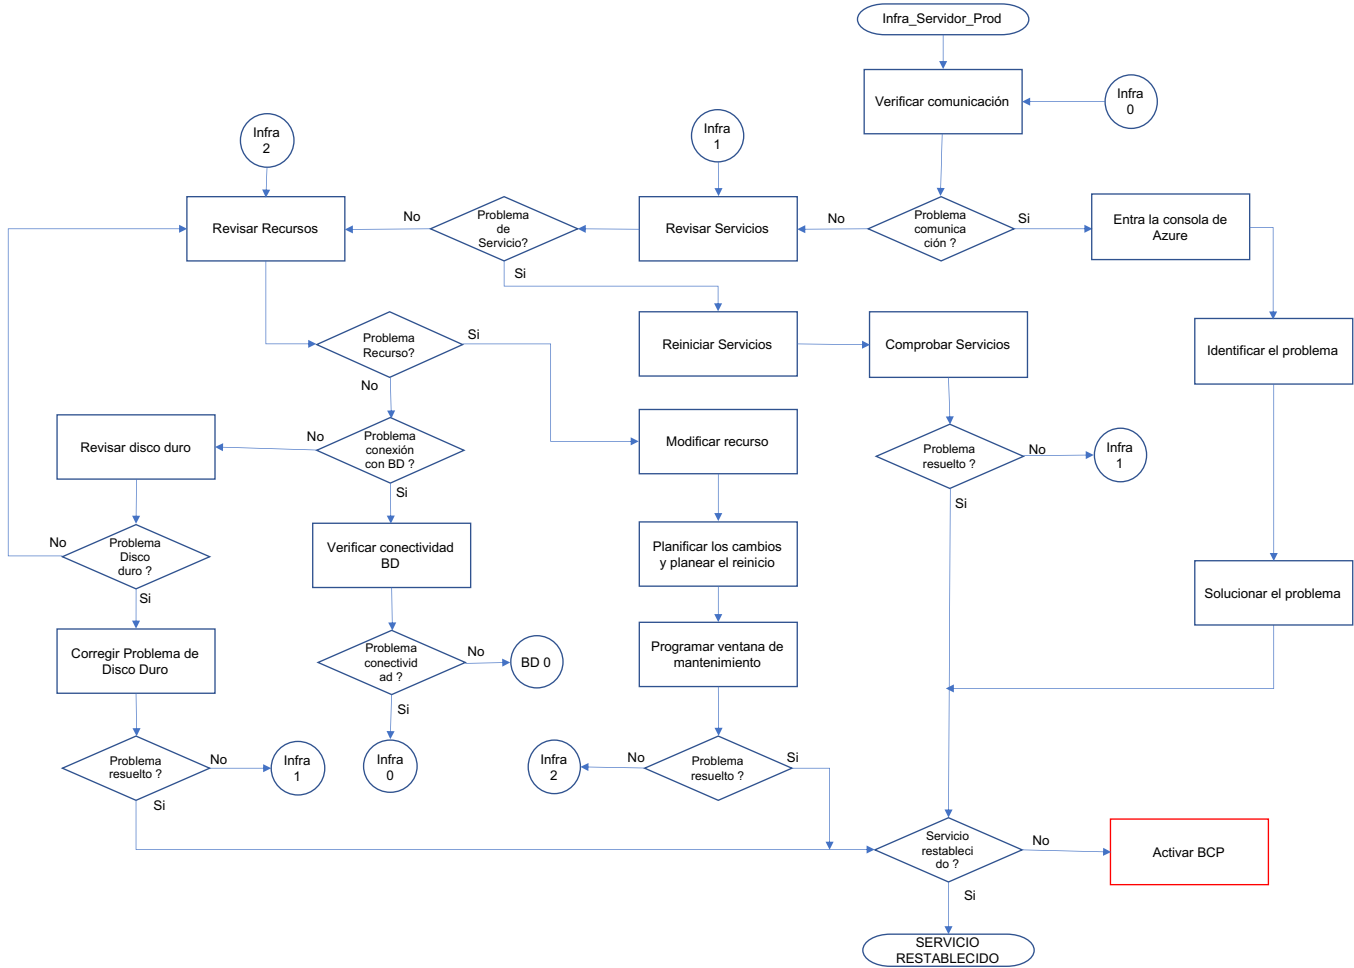 Infra_Servidor_Prod
Verificar comunicación
Infra
0
Infra
2
Infra
1
Revisar Recursos
No
Problema
de
Servicio?
Revisar Servicios
No
Problema
comunica
ción ?
Si
Entra la consola de
Azure
Si
Problema
Recurso?
Si
Reiniciar Servicios
Comprobar Servicios
Identificar el problema
No
Revisar disco duro
No
Problema
conexión
con BD ?
Modificar recurso
Problema
resuelto ?
No
Infra
1
Si
Si
No
Problema
Disco
duro ?
Verificar conectividad
BD
Planificar los cambios
y planear el reinicio
Si
Solucionar el problema
Corregir Problema de
Disco Duro
Problema
conectivid
ad ?
No
BD 0
Programar ventana de
mantenimiento
Si
Problema
resuelto ?
No
Infra
1
Infra
0
Infra
2
No
Problema
resuelto ?
Si
Si
Servicio
restableci
do ?
No
Activar BCP
Si
SERVICIO
RESTABLECIDO